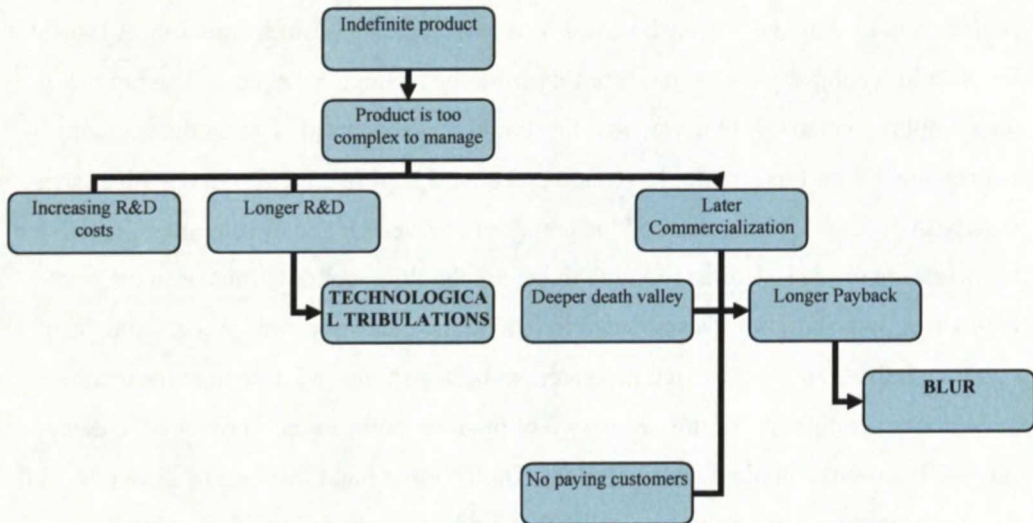 Indefinite product
Product is too
complex to manage
Increasing R&D
costs
Longer R&D
Later
Commercialization
TECHNOLOGICA
L TRIBULATIONS
Deeper death valley
Longer Payback
BLUR
No paying customers